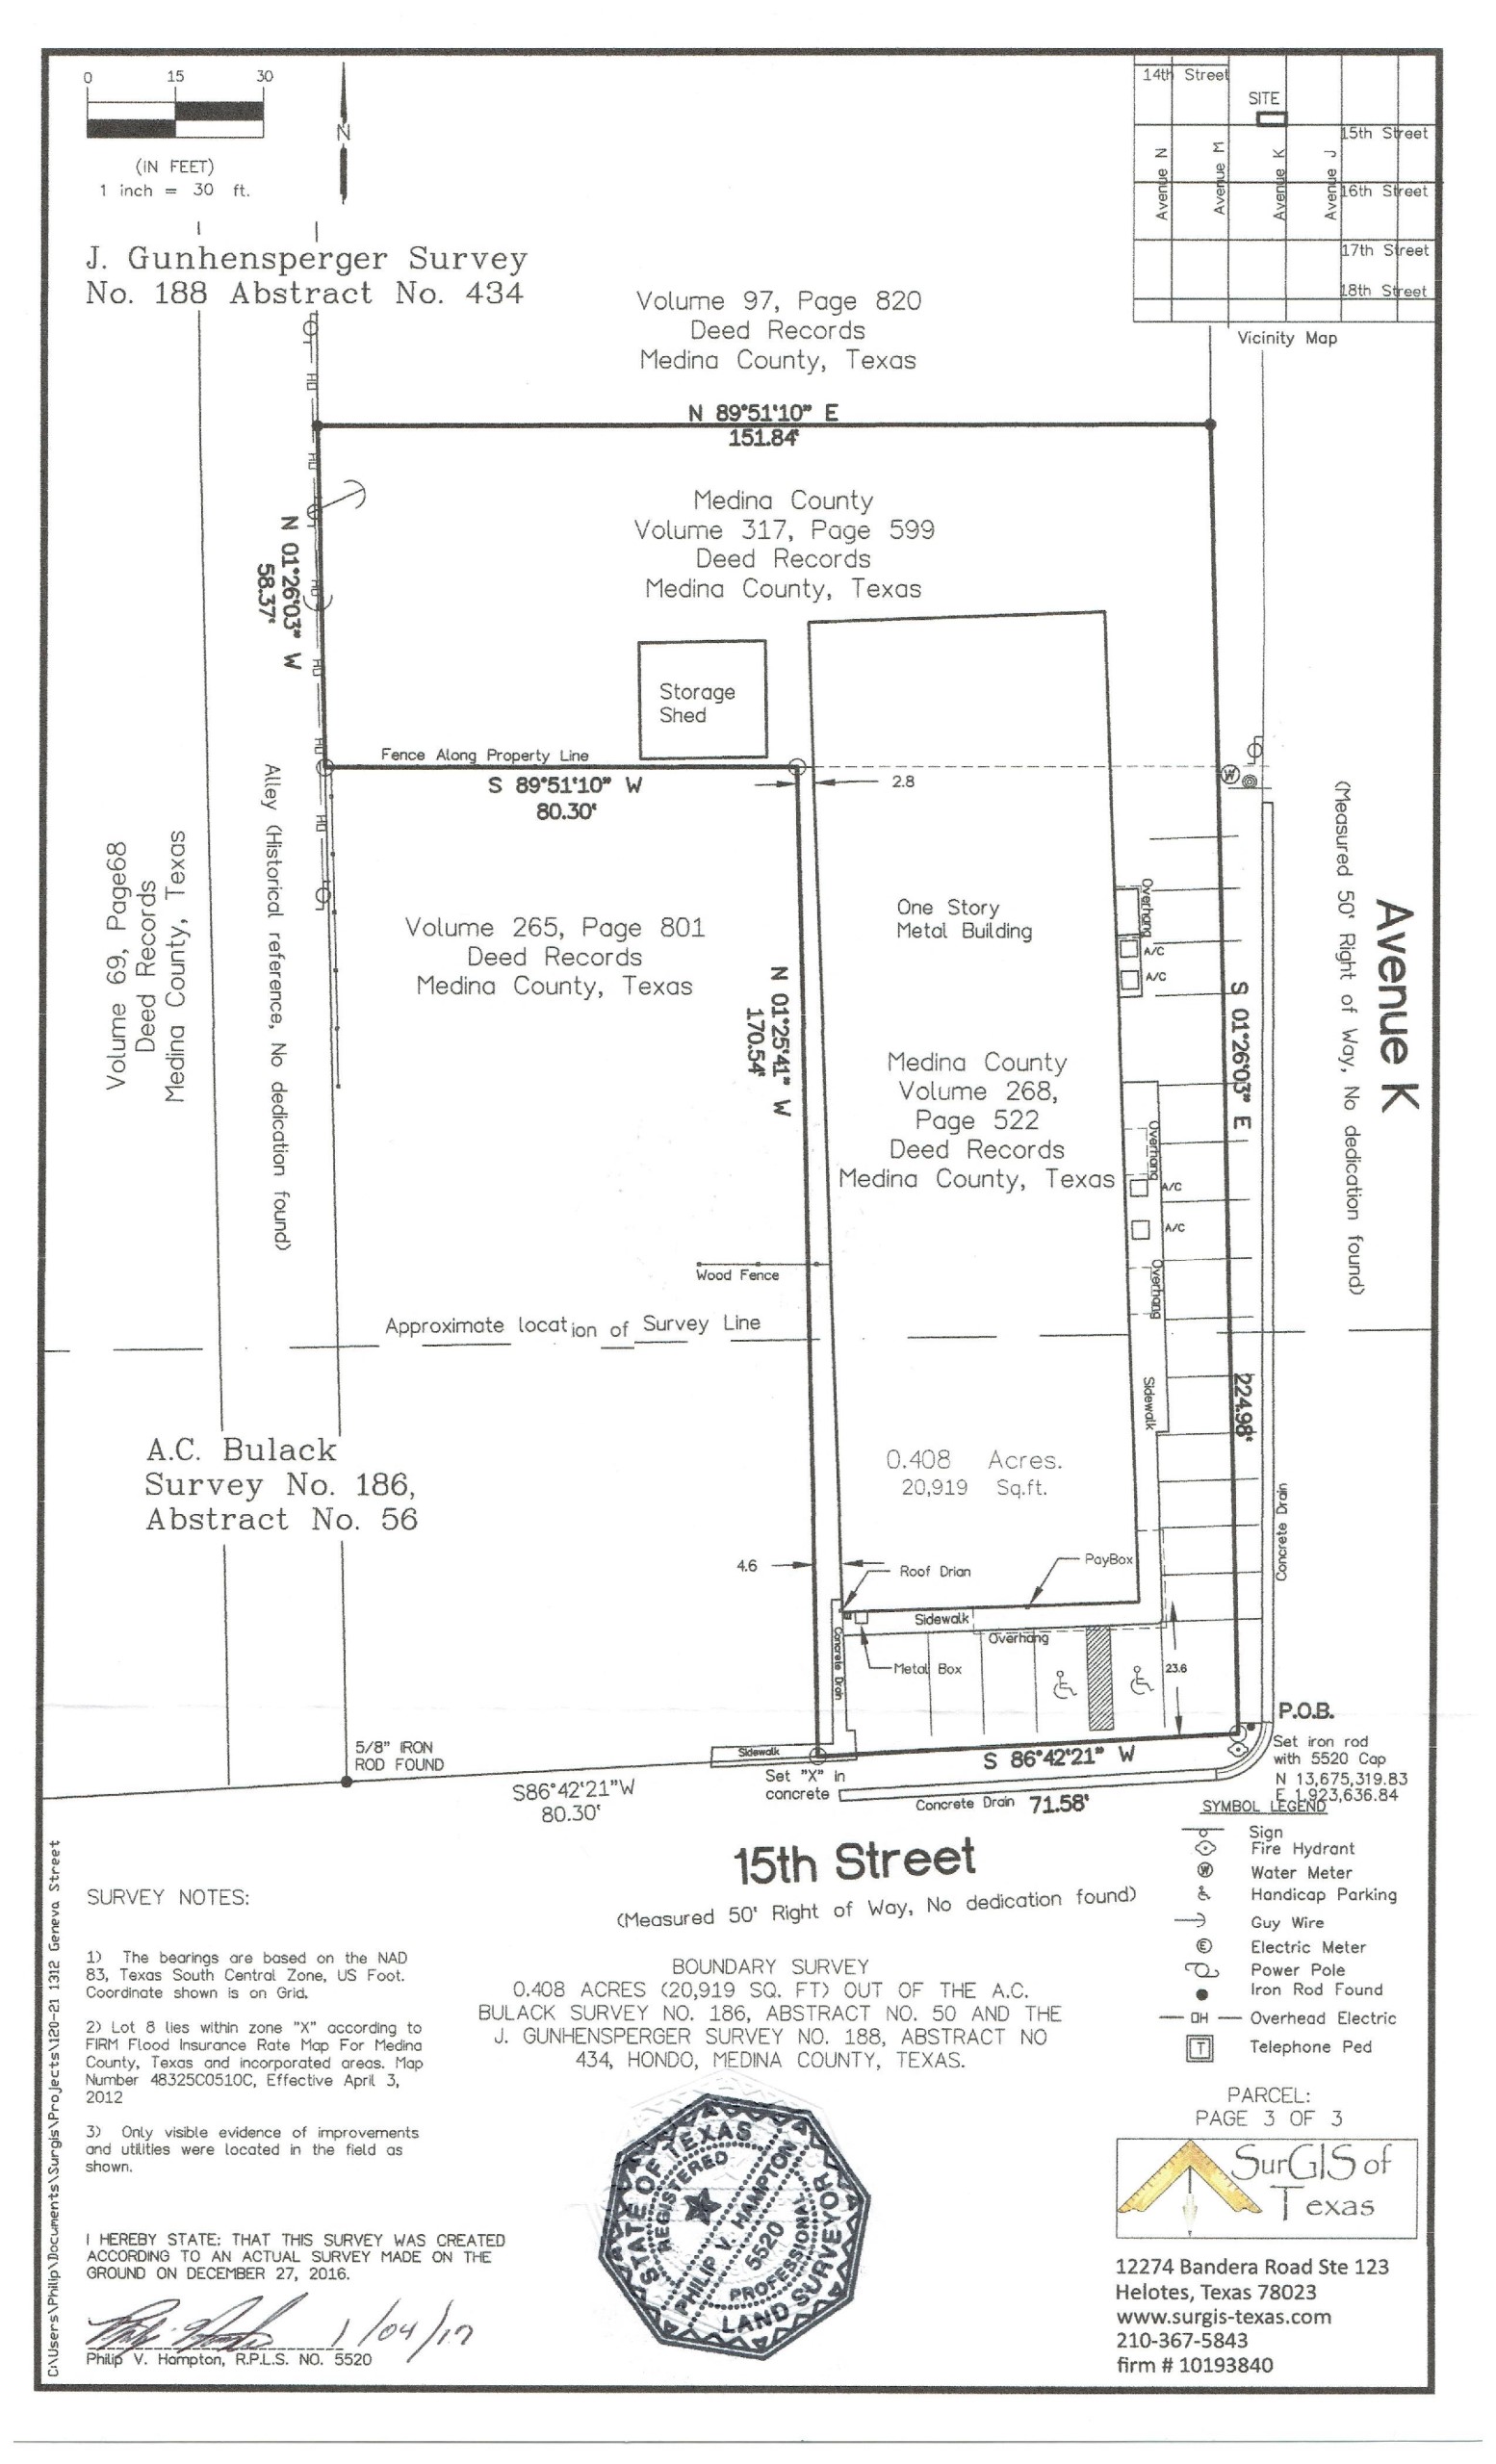 0 15 30
(IN FEET)
1 inch = 30 ft.
N
14th Street
SITE
15th Street
Avenue N
Avenue M
Avenue K
Avenue J
16th Street
17th Street
18th Street
Vicinity Map
J. Gunhensperger Survey
No. 188 Abstract No. 434
Volume 97, Page 820
Deed Records
Medina County, Texas
N 89°51'10" E
151.84'
Medina County
Volume 317, Page 599
Deed Records
Medina County, Texas
N 01°26'03" W
58.37'
Storage
Shed
Fence Along Property Line
S 89°51'10" W
80.30'
2.8
Volume 69, Page68
Deed Records
Medina County, Texas
Alley (Historical reference, No dedication found)
Volume 265, Page 801
Deed Records
Medina County, Texas
N 01°25'41" W
170.54'
One Story
Metal Building
Overhang
A/C
A/C
Medina County
Volume 268,
Page 522
Deed Records
Medina County, Texas
Overhang
A/C
A/C
Overhang
S 01°26'03" E
224.98'
Avenue K
(Measured 50' Right of Way, No dedication found)
Wood Fence
Approximate location of Survey Line
Sidewalk
A.C. Bulack
Survey No. 186,
Abstract No. 56
0.408 Acres.
20,919 Sq.ft.
Concrete Drain
4.6
Roof Drian
PayBox
Sidewalk
Overhang
Concrete Drain
Metal Box
23.6
P.O.B.
Set iron rod
with 5520 Cap
N 13,675,319.83
E 1,923,636.84
5/8" IRON
ROD FOUND
Sidewalk
S86°42'21"W
80.30'
Set "X" in
concrete
S 86°42'21" W
Concrete Drain
71.58'
15th Street
(Measured 50' Right of Way, No dedication found)
SYMBOL LEGEND
Sign
Fire Hydrant
W Water Meter
Handicap Parking
Guy Wire
E Electric Meter
Power Pole
Iron Rod Found
OH Overhead Electric
T Telephone Ped
SURVEY NOTES:
1) The bearings are based on the NAD
83, Texas South Central Zone, US Foot.
Coordinate shown is on Grid.
2) Lot 8 lies within zone "X" according to
FIRM Flood Insurance Rate Map For Medina
County, Texas and incorporated areas. Map
Number 48325C0510C, Effective April 3,
2012
3) Only visible evidence of improvements
and utilities were located in the field as
shown.
BOUNDARY SURVEY
0.408 ACRES (20,919 SQ. FT) OUT OF THE A.C.
BULACK SURVEY NO. 186, ABSTRACT NO. 50 AND THE
J. GUNHENSPERGER SURVEY NO. 188, ABSTRACT NO
434, HONDO, MEDINA COUNTY, TEXAS.
I HEREBY STATE: THAT THIS SURVEY WAS CREATED
ACCORDING TO AN ACTUAL SURVEY MADE ON THE
GROUND ON DECEMBER 27, 2016.
1/04/17
Philip V. Hampton, R.P.L.S. NO. 5520
STATE OF TEXAS
REGISTERED
PHILIP V. HAMPTON
5520
PROFESSIONAL
LAND SURVEYOR
PARCEL:
PAGE 3 OF 3
SurGIS of
Texas
12274 Bandera Road Ste 123
Helotes, Texas 78023
www.surgis-texas.com
210-367-5843
firm # 10193840
C:\Users\Philip\Documents\Surgis\Projects\120-21 1312 Geneva Street